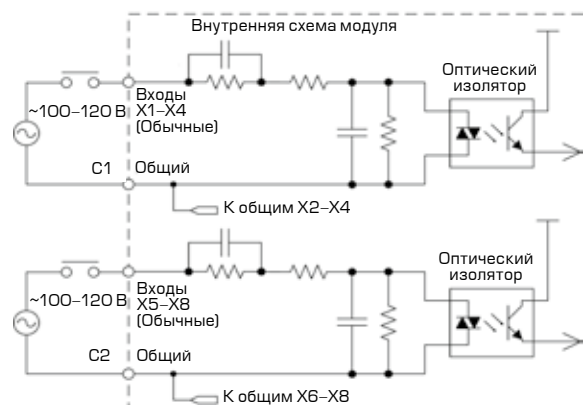 Внутренняя схема модуля
Оптический
изолятор
~100–120 В
Входы
X1–X4
(Обычные)
C1
Общий
К общим X2–X4
Оптический
изолятор
~100–120 В
Входы
X5–X8
(Обычные)
C2
Общий
К общим X6–X8